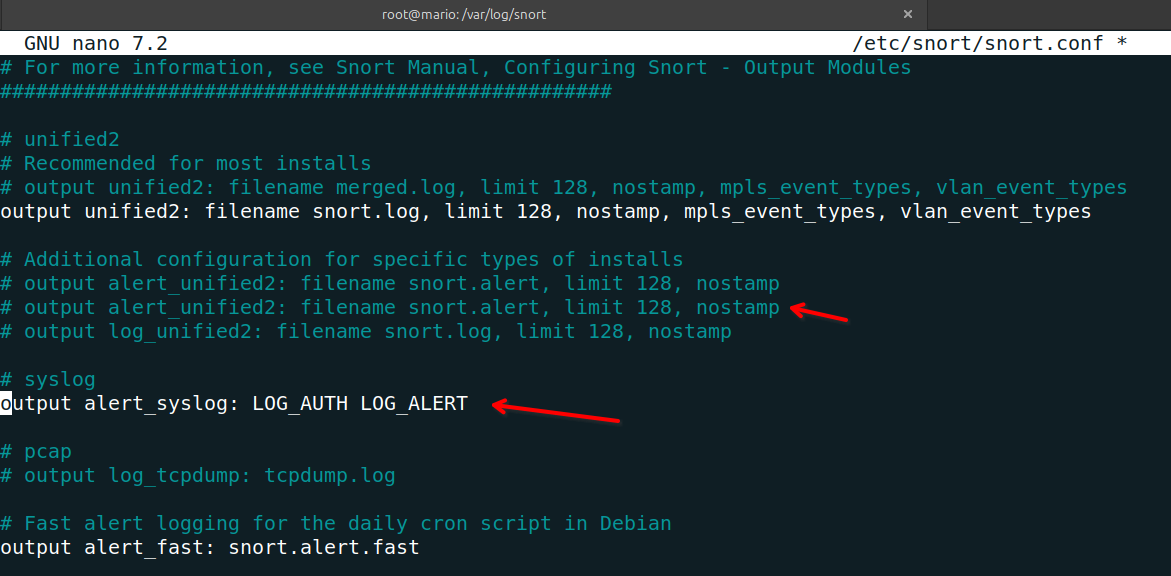 root@mario: /var/log/snort ×
GNU nano 7.2 /etc/snort/snort.conf *
# For more information, see Snort Manual, Configuring Snort - Output Modules
###################################################
# unified2
# Recommended for most installs
# output unified2: filename merged.log, limit 128, nostamp, mpls_event_types, vlan_event_types
output unified2: filename snort.log, limit 128, nostamp, mpls_event_types, vlan_event_types
# Additional configuration for specific types of installs
# output alert_unified2: filename snort.alert, limit 128, nostamp
# output alert_unified2: filename snort.alert, limit 128, nostamp
# output log_unified2: filename snort.log, limit 128, nostamp
# syslog
output alert_syslog: LOG_AUTH LOG_ALERT
# pcap
# output log_tcpdump: tcpdump.log
# Fast alert logging for the daily cron script in Debian
output alert_fast: snort.alert.fast